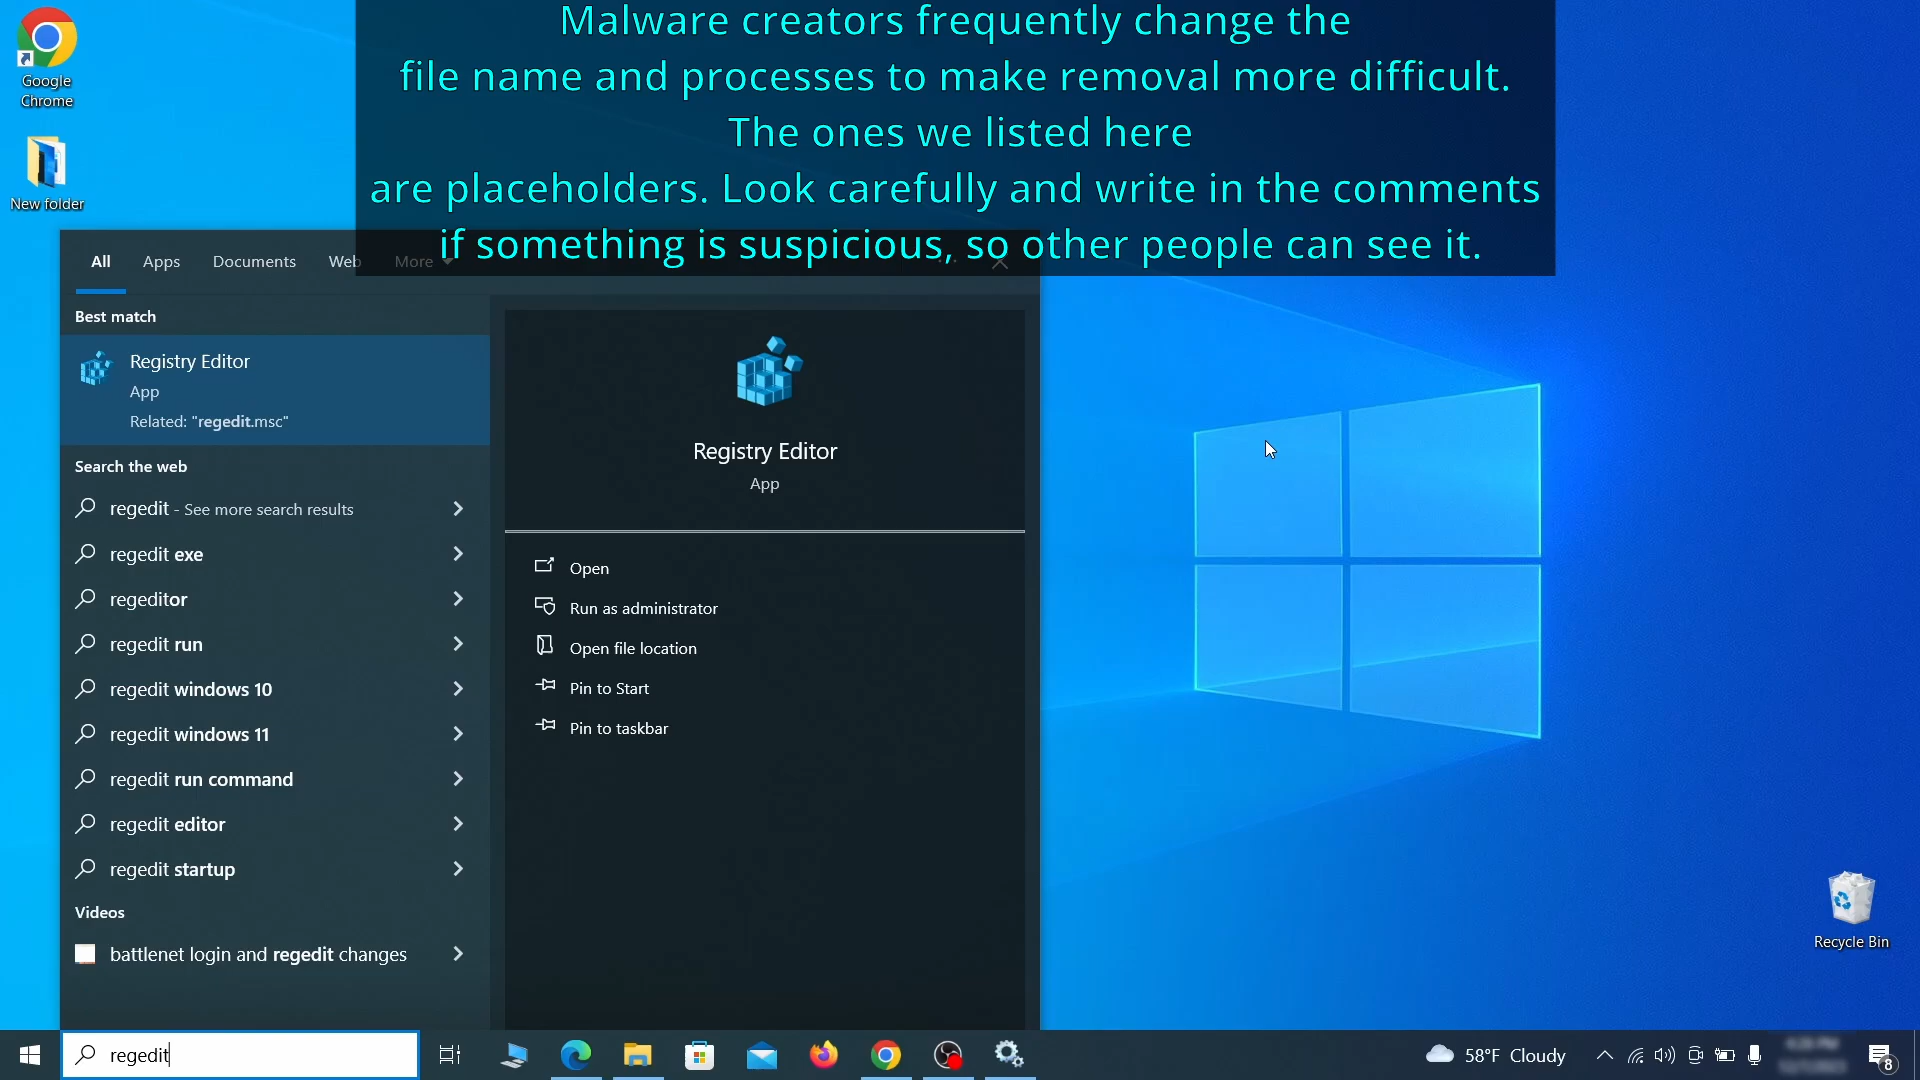 Malware creators frequently change the
file name and processes to make removal more difficult.
The ones we listed here
are placeholders. Look carefully and write in the comments
if something is suspicious, so other people can see it.
Google
Chrome
New folder
All Apps Documents Web More
Best match
Registry Editor
App
Related: "regedit.msc"
Search the web
regedit - See more search results
regedit exe
regeditor
regedit run
regedit windows 10
regedit windows 11
regedit run command
regedit editor
regedit startup
Videos
battlenet login and regedit changes
Registry Editor
App
Open
Run as administrator
Open file location
Pin to Start
Pin to taskbar
Recycle Bin
regedit
58°F Cloudy
8